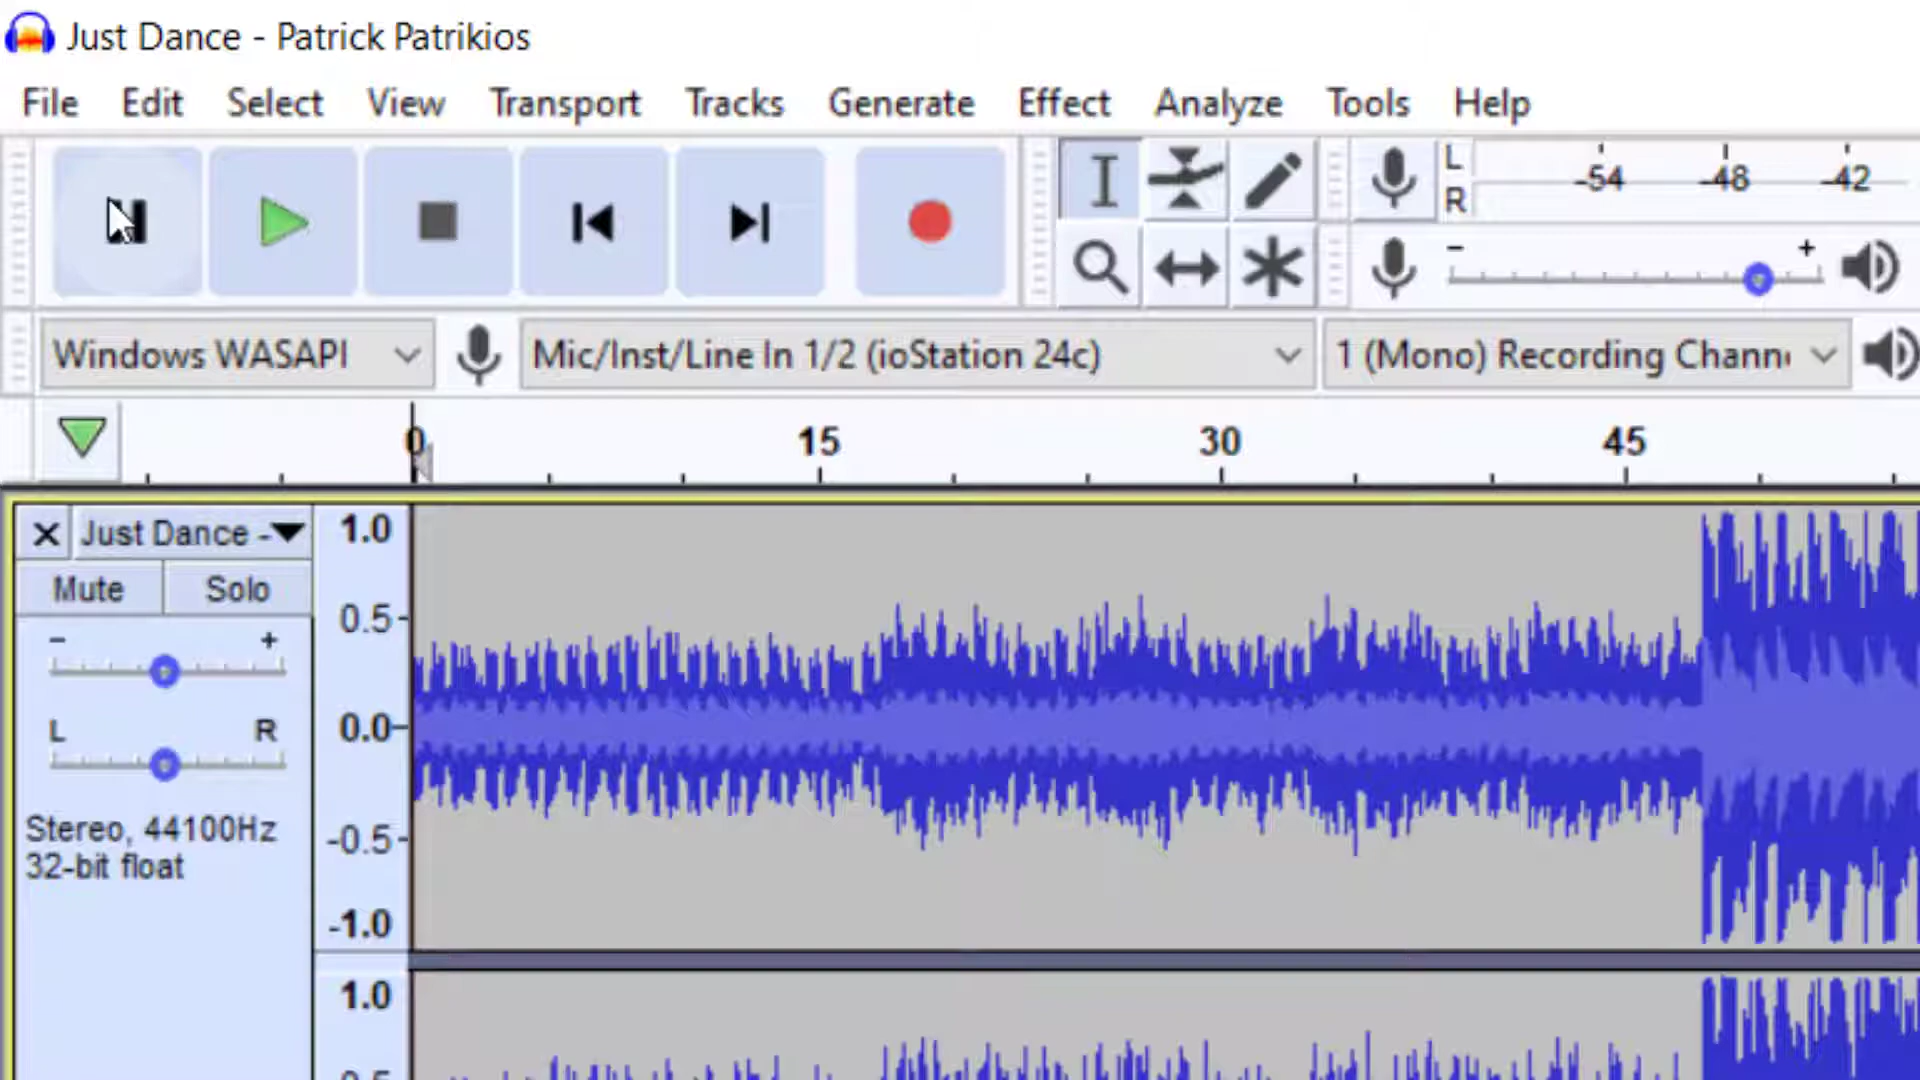 Just Dance - Patrick Patrikios
File Edit Select View Transport Tracks Generate Effect Analyze Tools Help
L
R
-54 -48 -42
- +
Windows WASAPI Mic/Inst/Line In 1/2 (ioStation 24c) 1 (Mono) Recording Chann
0 15 30 45
Just Dance -
Mute Solo
- +
L R
Stereo, 44100Hz
32-bit float
1.0
0.5-
0.0-
-0.5-
-1.0
1.0
0.5